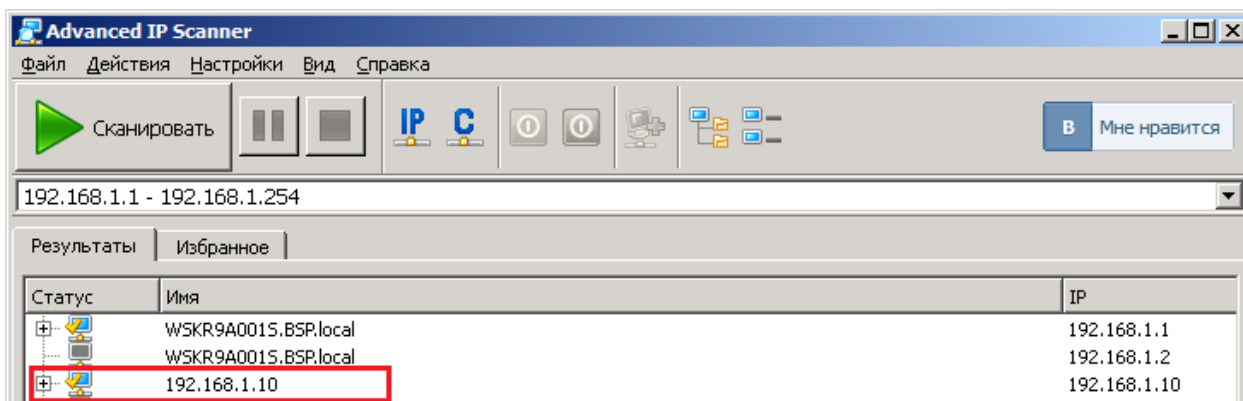 Advanced IP Scanner
Файл Действия Настройки Вид Справка
Сканировать IP C В Мне нравится
192.168.1.1 - 192.168.1.254
Результаты Избранное
Статус Имя IP
WSKR9A001S.BSP.local 192.168.1.1
WSKR9A001S.BSP.local 192.168.1.2
192.168.1.10 192.168.1.10